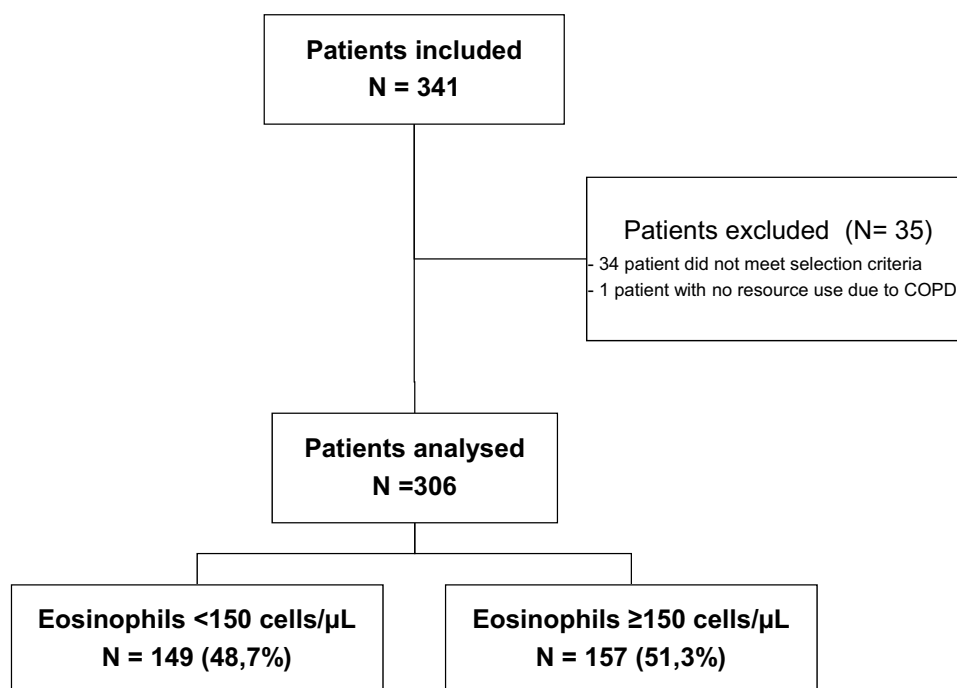 Patients included
N = 341
Patients excluded (N= 35)
- 34 patient did not meet selection criteria
- 1 patient with no resource use due to COPD
Patients analysed
N =306
Eosinophils <150 cells/µL
N = 149 (48,7%)
Eosinophils ≥150 cells/µL
N = 157 (51,3%)